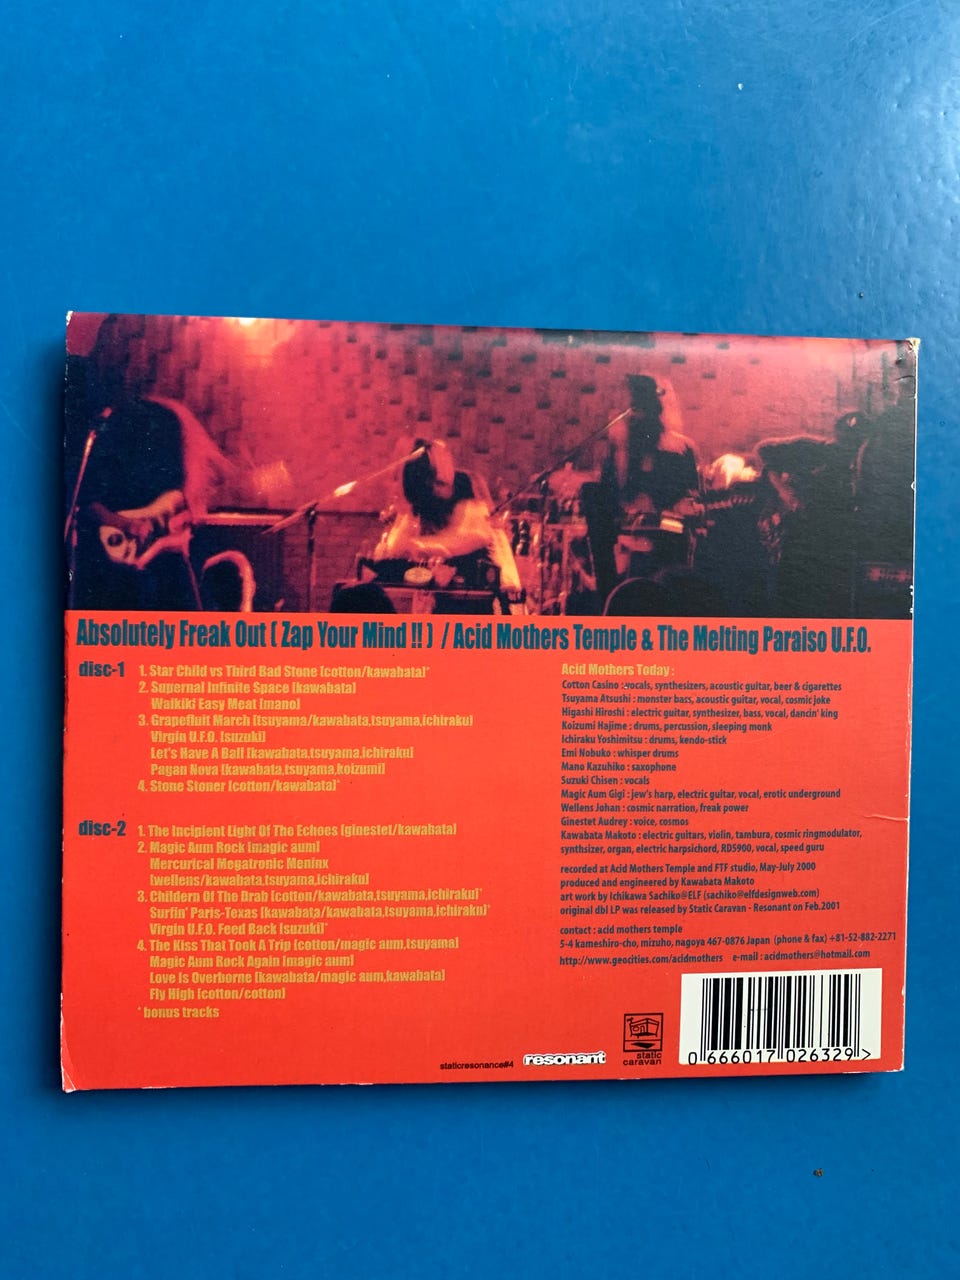 Absolutely Freak Out ( Zap Your Mind !! ) / Acid Mothers Temple & The Melting Paraiso U.F.O.
disc-1
1. Star Child vs Third Bad Stone [cotton/kawabata]*
2. Supernal Infinite Space [kawabata]
Waikiki Easy Meat [mano]
3. Grapefluit March [tsuyama/kawabata,tsuyama,ichiraku]
Virgin U.F.O. [suzuki]
Let's Have A Ball [kawabata,tsuyama,ichiraku]
Pagan Nova [kawabata,tsuyama,koizumi]
4. Stone Stoner [cotton/kawabata]*
disc-2
1. The Incipient Light Of The Echoes [ginestet/kawabata]
2. Magic Aum Rock [magic aum]
Mercurical Megatronic Meninx
[wellens/kawabata,tsuyama,ichiraku]
3. Childern Of The Drab [cotton/kawabata,tsuyama,ichiraku]*
Surfin' Paris-Texas [kawabata/kawabata,tsuyama,ichiraku]*
Virgin U.F.O. Feed Back [suzuki]*
4. The Kiss That Took A Trip [cotton/magic aum,tsuyama]
Magic Aum Rock Again [magic aum]
Love Is Overborne [kawabata/magic aum,kawabata]
Fly High [cotton/cotton]
* bonus tracks
Acid Mothers Today :
Cotton Casino : vocals, synthesizers, acoustic guitar, beer & cigarettes
Tsuyama Atsushi : monster bass, acoustic guitar, vocal, cosmic joke
Higashi Hiroshi : electric guitar, synthesizer, bass, vocal, dancin' king
Koizumi Hajime : drums, percussion, sleeping monk
Ichiraku Yoshimitsu : drums, kendo-stick
Emi Nobuko : whisper drums
Mano Kazuhiko : saxophone
Suzuki Chisen : vocals
Magic Aum Gigi : jew's harp, electric guitar, vocal, erotic underground
Wellens Johan : cosmic narration, freak power
Ginestet Audrey : voice, cosmos
Kawabata Makoto : electric guitars, violin, tambura, cosmic ringmodulator,
synthsizer, organ, electric harpsichord, RDS900, vocal, speed guru
recorded at Acid Mothers Temple and FTF studio, May-July 2000
produced and engineered by Kawabata Makoto
art work by Ichikawa Sachiko@ELF (sachiko@elfdesignweb.com)
original dbl LP was released by Static Caravan - Resonant on Feb.2001
contact : acid mothers temple
5-4 kameshiro-cho, mizuho, nagoya 467-0876 Japan (phone & fax) +81-52-882-2271
http://www.geocities.com/acidmothers e-mail : acidmothers@hotmail.com
staticresonance#4
resonant
static
caravan
0 666017 026329 >